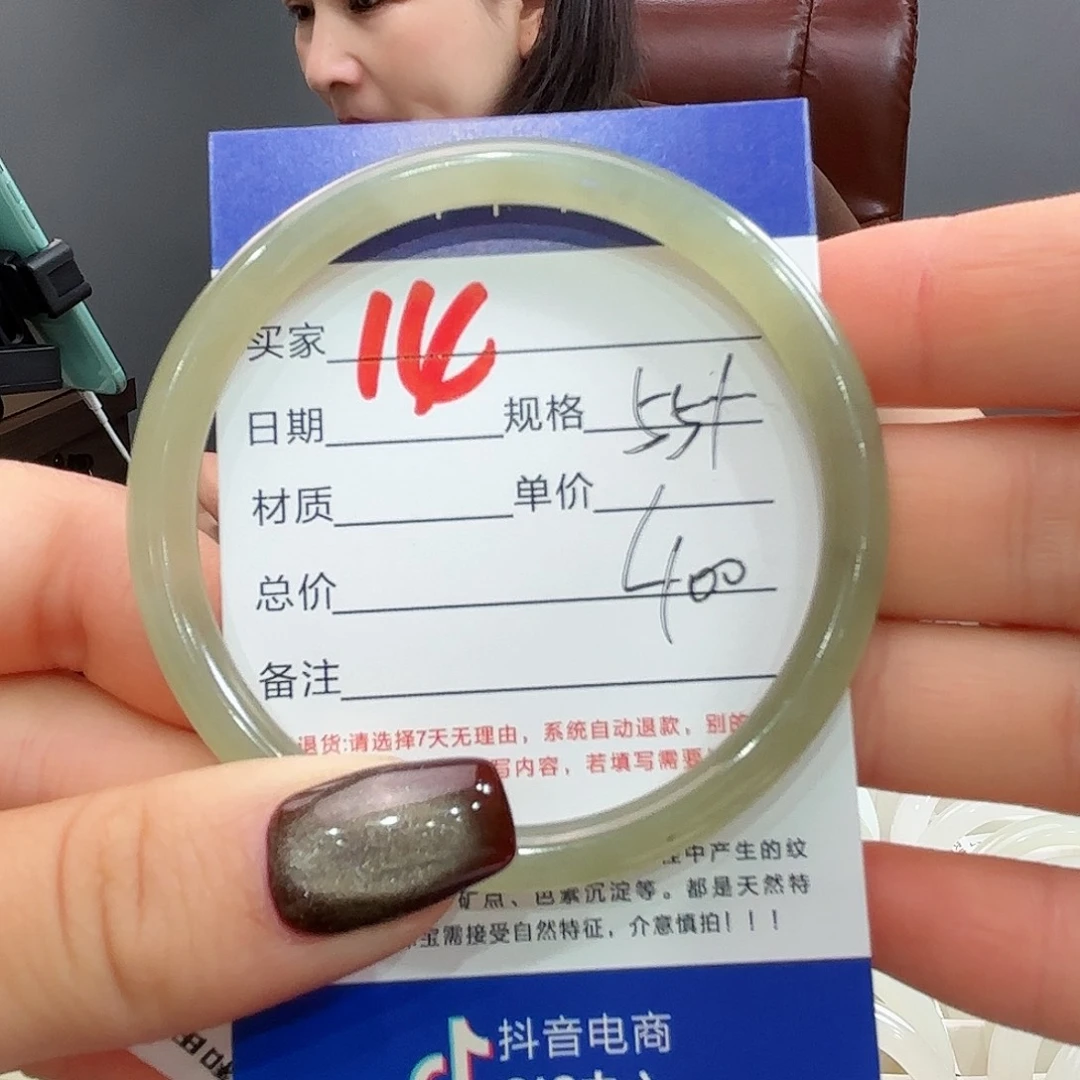 买家 14
日期 规格 55+
材质 单价
总价 400
备注
退货:请选择7天无理由,系统自动退款,别的
写内容,若填写需要
中产生的纹
矿点、色素沉淀等。都是天然特
宝需接受自然特征,介意慎拍!!!
抖音电商